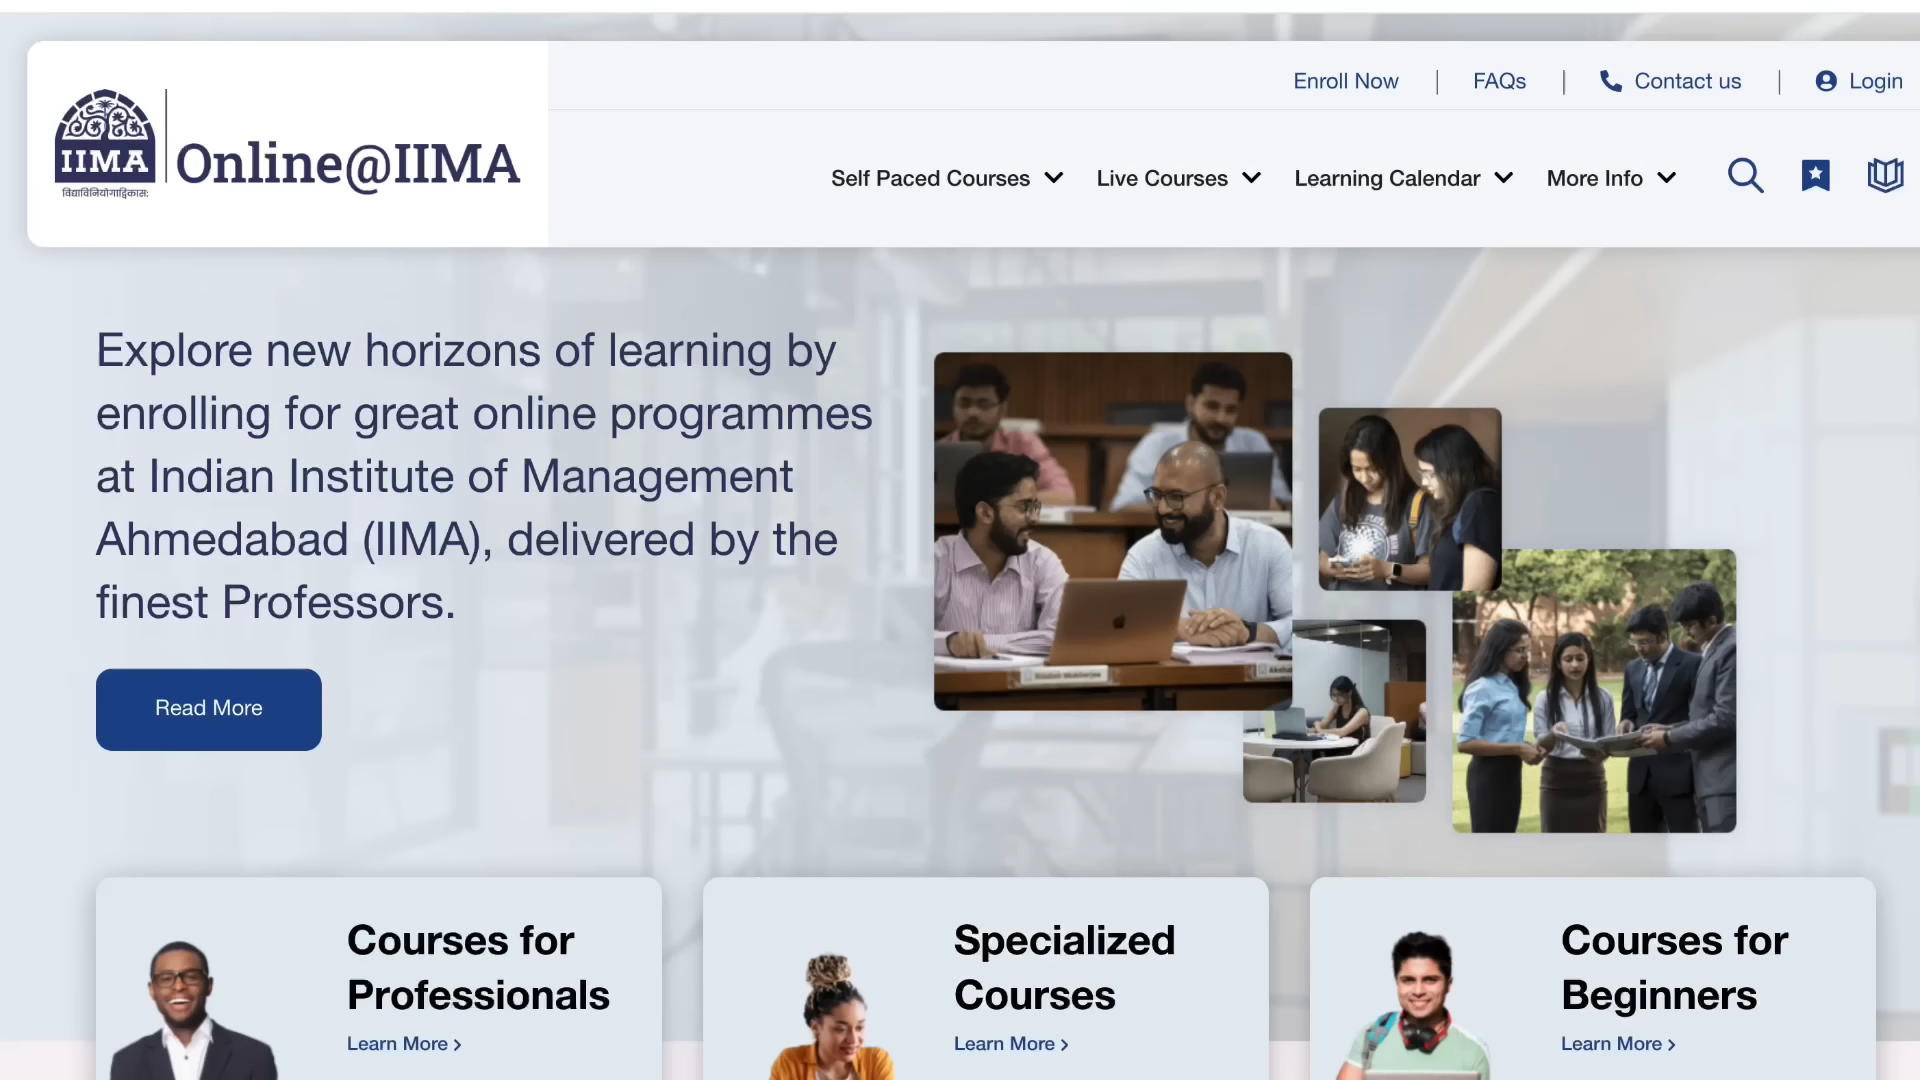 Enroll Now | FAQs | Contact us | Login
IIMA
विद्याविनियोगाद्विकासः
Online@IIMA
Self Paced Courses
Live Courses
Learning Calendar
More Info
Explore new horizons of learning by
enrolling for great online programmes
at Indian Institute of Management
Ahmedabad (IIMA), delivered by the
finest Professors.
Read More
Courses for
Professionals
Learn More >
Specialized
Courses
Learn More >
Courses for
Beginners
Learn More >